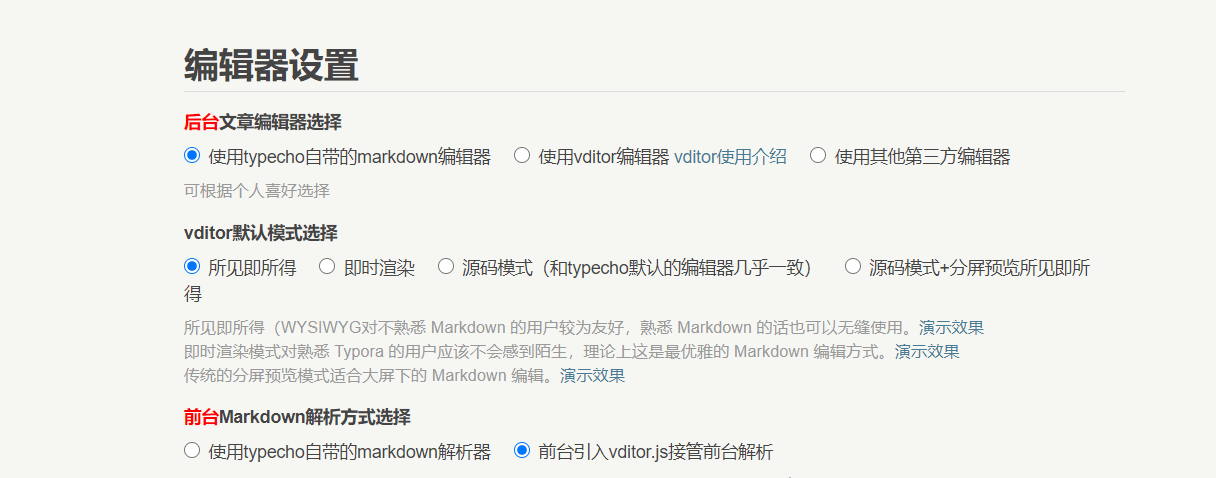 编辑器设置
后台文章编辑器选择
使用typecho自带的markdown编辑器 使用vditor编辑器 vditor使用介绍 使用其他第三方编辑器
可根据个人喜好选择
vditor默认模式选择
所见即所得 即时渲染 源码模式（和typecho默认的编辑器几乎一致） 源码模式+分屏预览所见即所
得
所见即所得（WYSIWYG对不熟悉 Markdown 的用户较为友好，熟悉 Markdown 的话也可以无缝使用。演示效果
即时渲染模式对熟悉 Typora 的用户应该不会感到陌生，理论上这是最优雅的 Markdown 编辑方式。演示效果
传统的分屏预览模式适合大屏下的 Markdown 编辑。演示效果
前台Markdown解析方式选择
使用typecho自带的markdown解析器 前台引入vditor.js接管前台解析